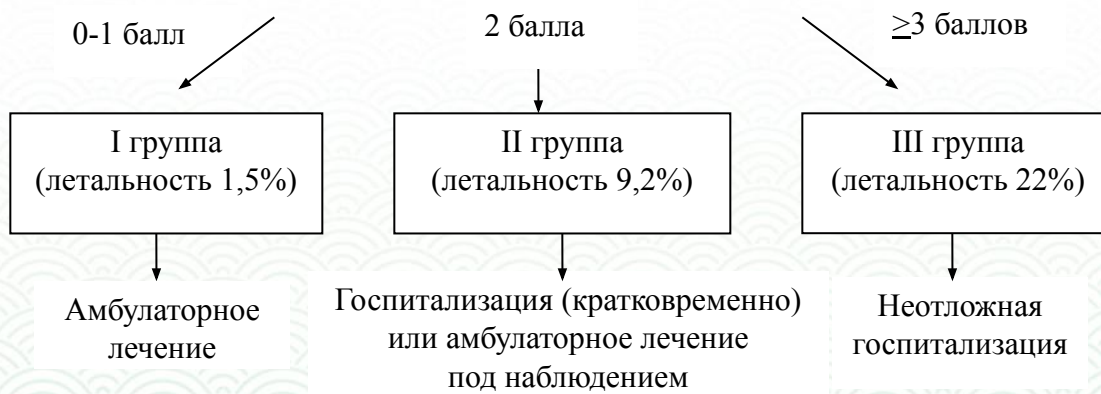 0-1 балл
2 балла
≥3 баллов
I группа
(летальность 1,5%)
II группа
(летальность 9,2%)
III группа
(летальность 22%)
Амбулаторное
лечение
Госпитализация (кратковременно)
или амбулаторное лечение
под наблюдением
Неотложная
госпитализация